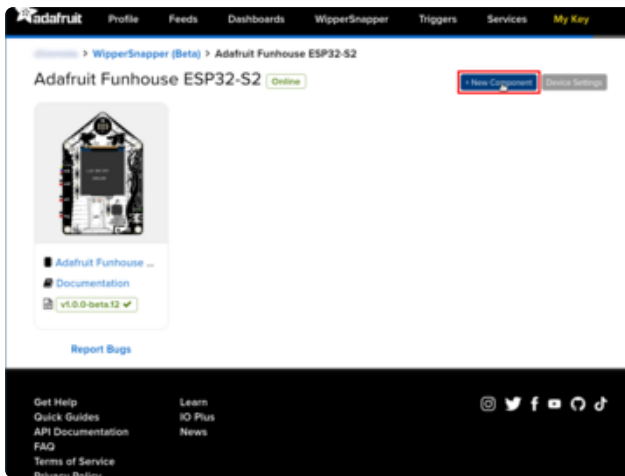 adafruit Profile Feeds Dashboards WipperSnapper Triggers Services My Key
> WipperSnapper (Beta) > Adafruit Funhouse ESP32-S2
Adafruit Funhouse ESP32-S2 Online
+ New Component Device Settings
Adafruit Funhouse ...
Documentation
v1.0.0-beta.12 ✔
Report Bugs
Get Help Learn
Quick Guides IO Plus
API Documentation News
FAQ
Terms of Service
Privacy Policy